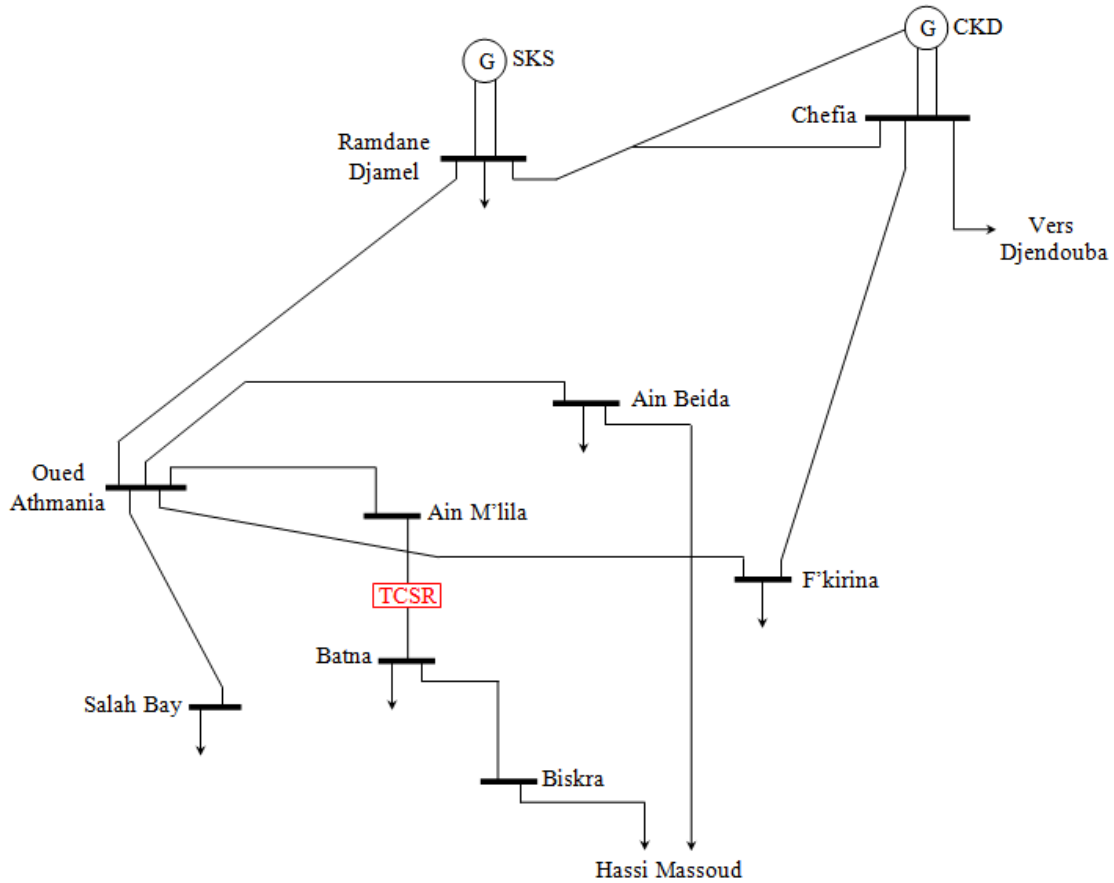 G CKD
G SKS
Chefia
Ramdane
Djamel
Vers
Djendouba
Ain Beida
Oued
Athmania
Ain M’lila
F’kirina
TCSR
Batna
Salah Bay
Biskra
Hassi Massoud